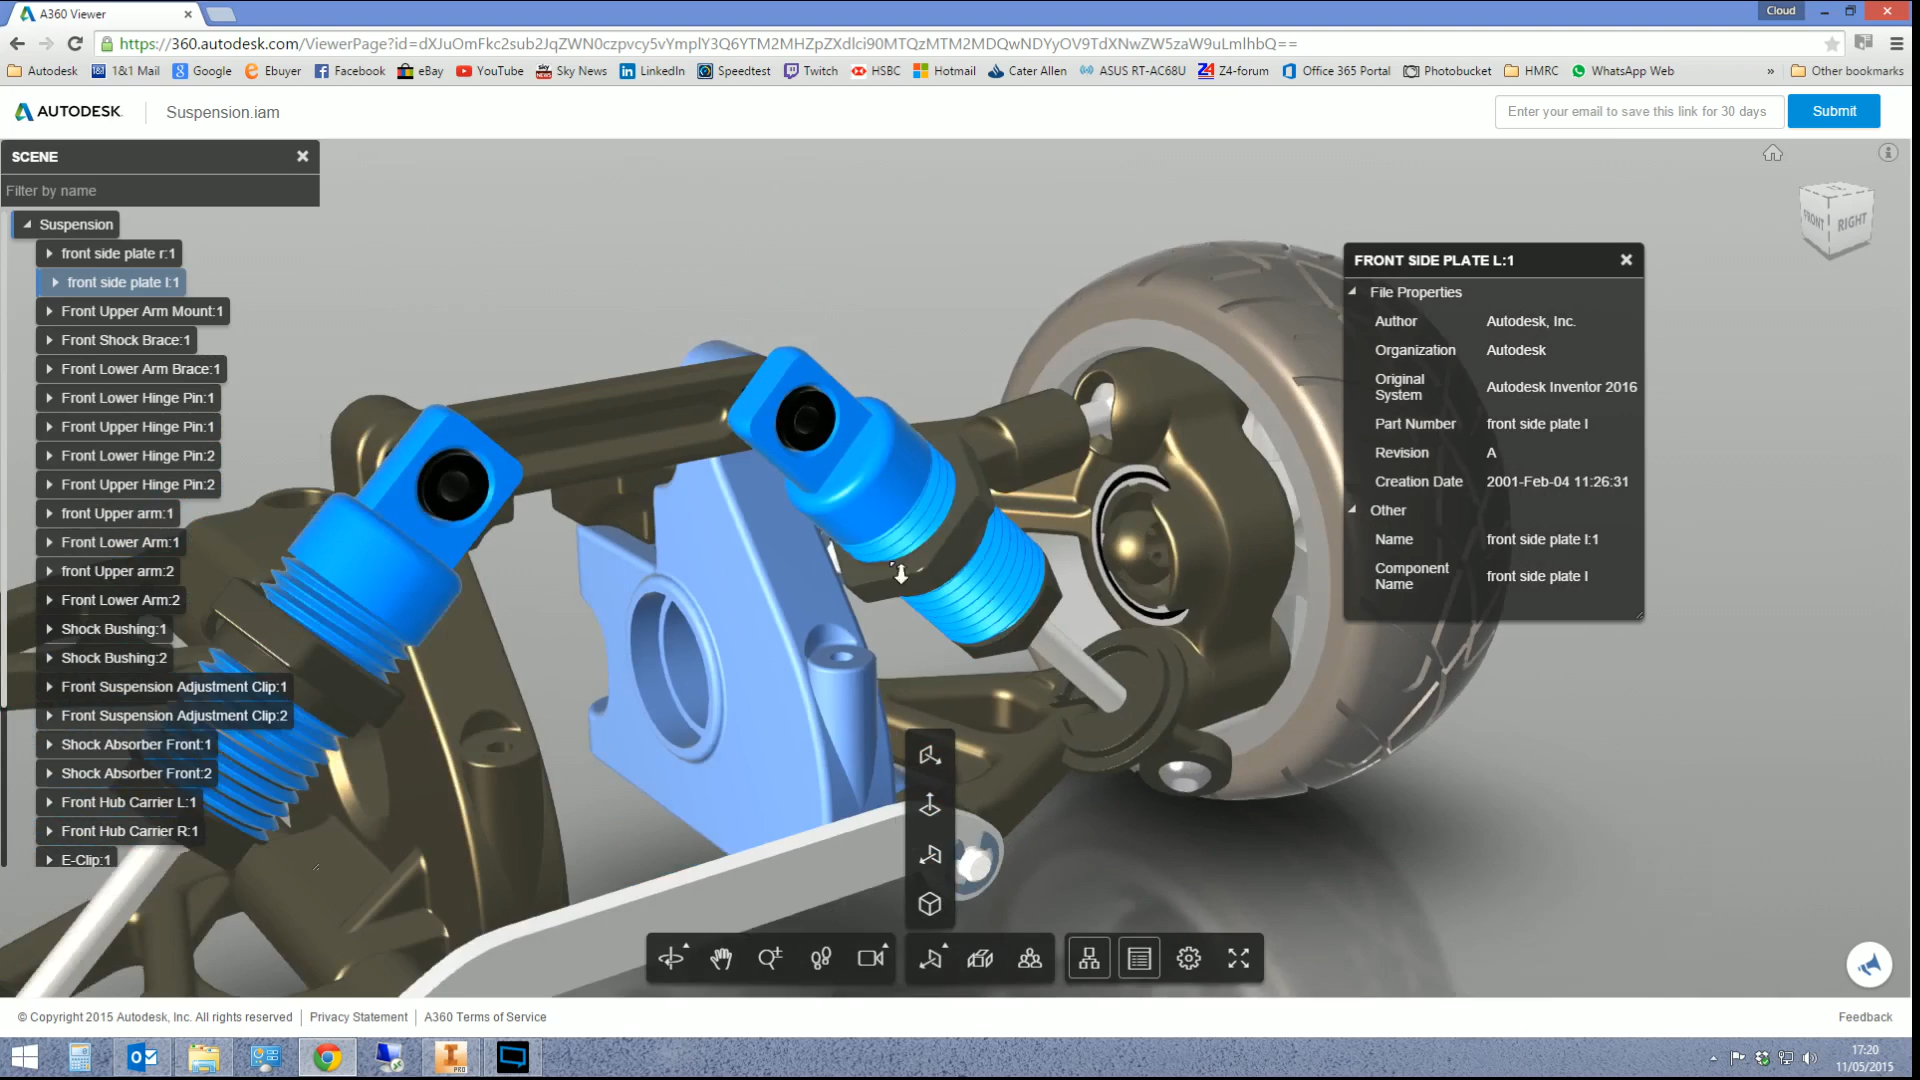 A360 Viewer
Cloud
https://360.autodesk.com/ViewerPage?id=dXJuOmFkc2sub2JqZWN0czpvcy5vYmplY3Q6YTM2MHZpZXdlci90MTQzMTM2MDQwNDYyOV9TdXNwZW5zaW9uLmlhbQ==
Autodesk
1&1 Mail
Google
Ebuyer
Facebook
eBay
YouTube
Sky News
LinkedIn
Speedtest
Twitch
HSBC
Hotmail
Cater Allen
ASUS RT-AC68U
Z4-forum
Office 365 Portal
Photobucket
HMRC
WhatsApp Web
»
Other bookmarks
AUTODESK
Suspension.iam
Enter your email to save this link for 30 days
Submit
SCENE
Filter by name
Suspension
front side plate r:1
front side plate l:1
Front Upper Arm Mount:1
Front Shock Brace:1
Front Lower Arm Brace:1
Front Lower Hinge Pin:1
Front Upper Hinge Pin:1
Front Lower Hinge Pin:2
Front Upper Hinge Pin:2
front Upper arm:1
Front Lower Arm:1
front Upper arm:2
Front Lower Arm:2
Shock Bushing:1
Shock Bushing:2
Front Suspension Adjustment Clip:1
Front Suspension Adjustment Clip:2
Shock Absorber Front:1
Shock Absorber Front:2
Front Hub Carrier L:1
Front Hub Carrier R:1
E-Clip:1
FRONT RIGHT
FRONT SIDE PLATE L:1
File Properties
Author Autodesk, Inc.
Organization Autodesk
Original System Autodesk Inventor 2016
Part Number front side plate l
Revision A
Creation Date 2001-Feb-04 11:26:31
Other
Name front side plate l:1
Component Name front side plate l
© Copyright 2015 Autodesk, Inc. All rights reserved
Privacy Statement
A360 Terms of Service
Feedback
PRO
17:20
11/05/2015